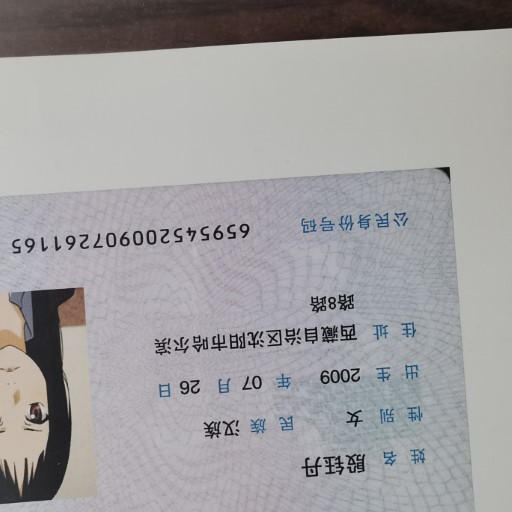 姓名 殷钰丹
性别 女 民族 汉族
出生 2009 年 07 月 26 日
住址 西藏自治区沈阳市哈尔滨
路8路
公民身份号码 659545200907261165